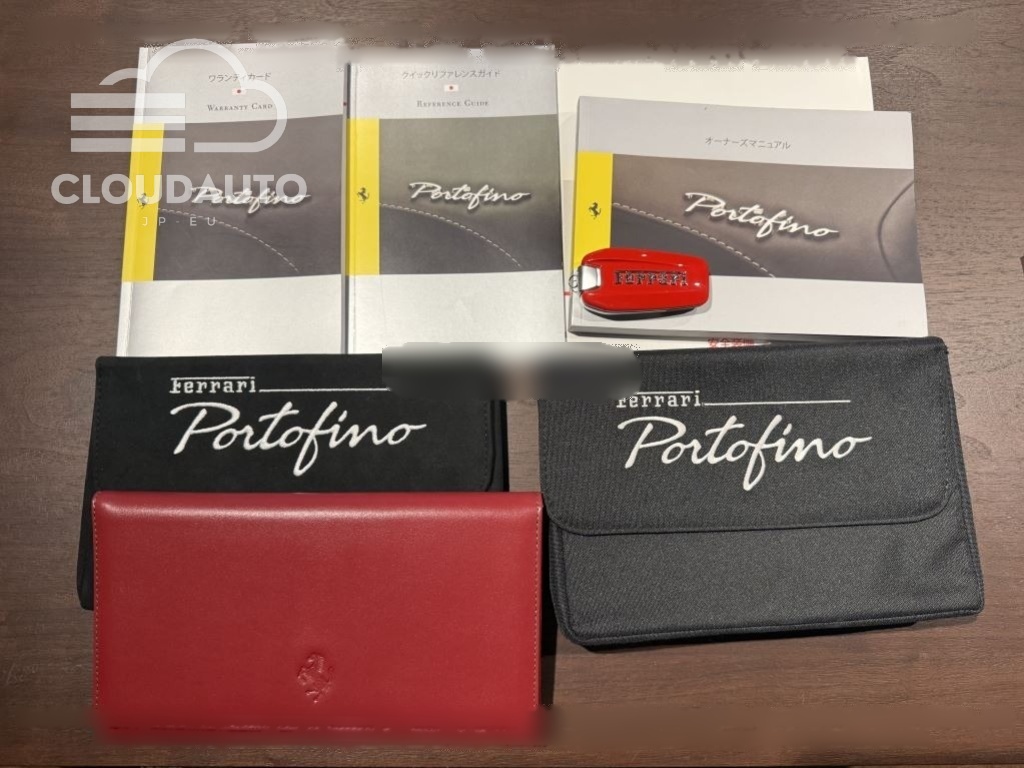 ワランティカード
WARRANTY CARD
クイックリファレンスガイド
REFERENCE GUIDE
オーナーズマニュアル
CLOUDAUTO
JP-EU
Portofino
Portofino
Portofino
Ferrari
Ferrari
Portofino
Ferrari
Portofino